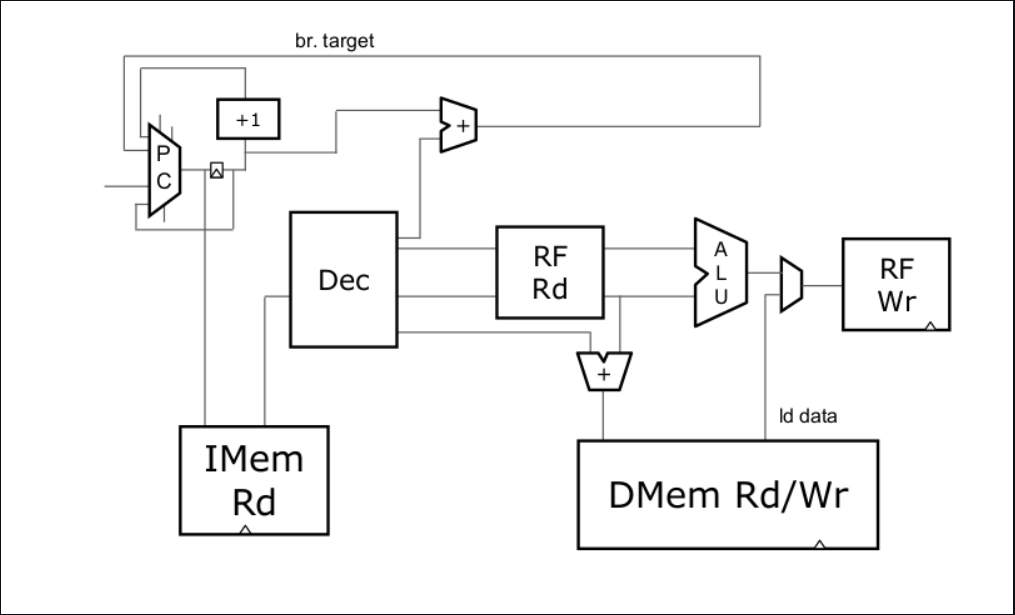 br. target
+1
+
P
C
Dec
RF
Rd
A
L
U
RF
Wr
+
ld data
IMem
Rd
DMem Rd/Wr